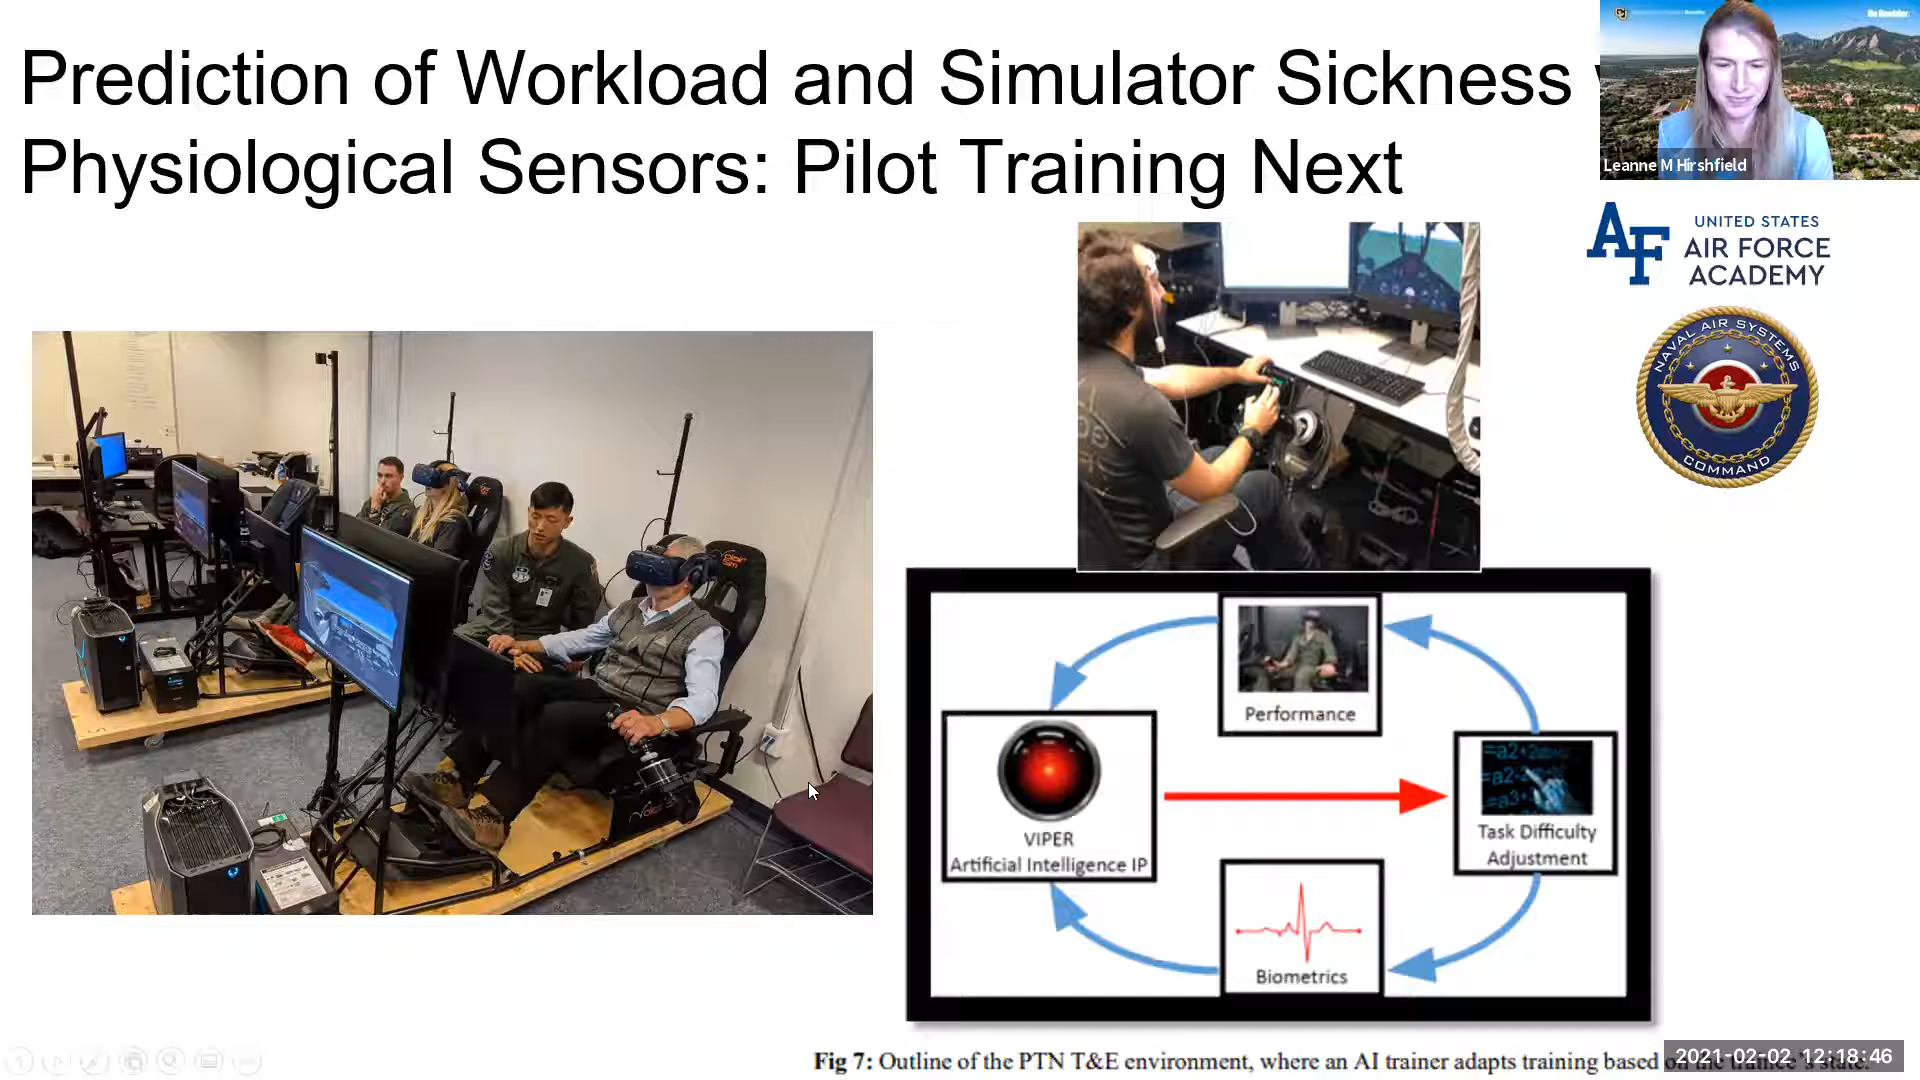 Prediction of Workload and Simulator Sickness
Physiological Sensors: Pilot Training Next
Leanne M Hirshfield
AF
UNITED STATES
AIR FORCE
ACADEMY
NAVAL AIR SYSTEMS
COMMAND
Performance
VIPER
Artificial Intelligence IP
Task Difficulty
Adjustment
Biometrics
Fig 7: Outline of the PTN T&E environment, where an AI trainer adapts training based
2021-02-02 12:18:46